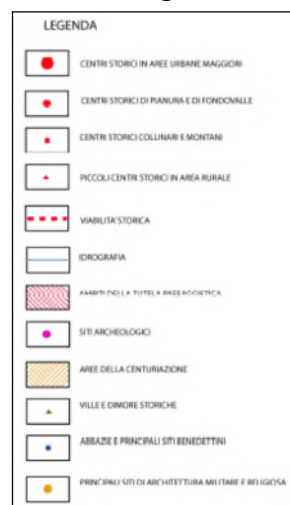 LEGENDA
CENTRI STORICI IN AREE URBANE MAGGIORI
CENTRI STORICI DI PIANURA E DI FONDOVALLE
CENTRI STORICI COLLINARI E MONTANI
PICCOLI CENTRI STORICI IN AREA RURALE
VIABILITA' STORICA
IDROGRAFIA
AMBITI DELLA TUTELA PAESAGGISTICA
SITI ARCHEOLOGICI
AREE DELLA CENTURIAZIONE
VILLE E DIMORE STORICHE
ABBAZIE E PRINCIPALI SITI BENEDETTINI
PRINCIPALI SITI DI ARCHITETTURA MILITARE E RELIGIOSA